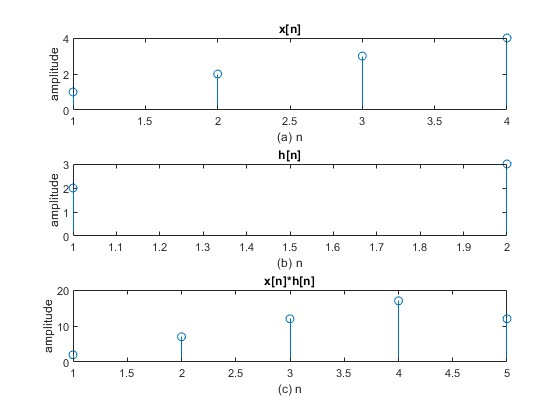 x[n]
4
2
0
amplitude
1 1.5 2 2.5 3 3.5 4
(a) n
h[n]
3
2
1
0
amplitude
1 1.1 1.2 1.3 1.4 1.5 1.6 1.7 1.8 1.9 2
(b) n
x[n]*h[n]
20
10
0
amplitude
1 1.5 2 2.5 3 3.5 4 4.5 5
(c) n